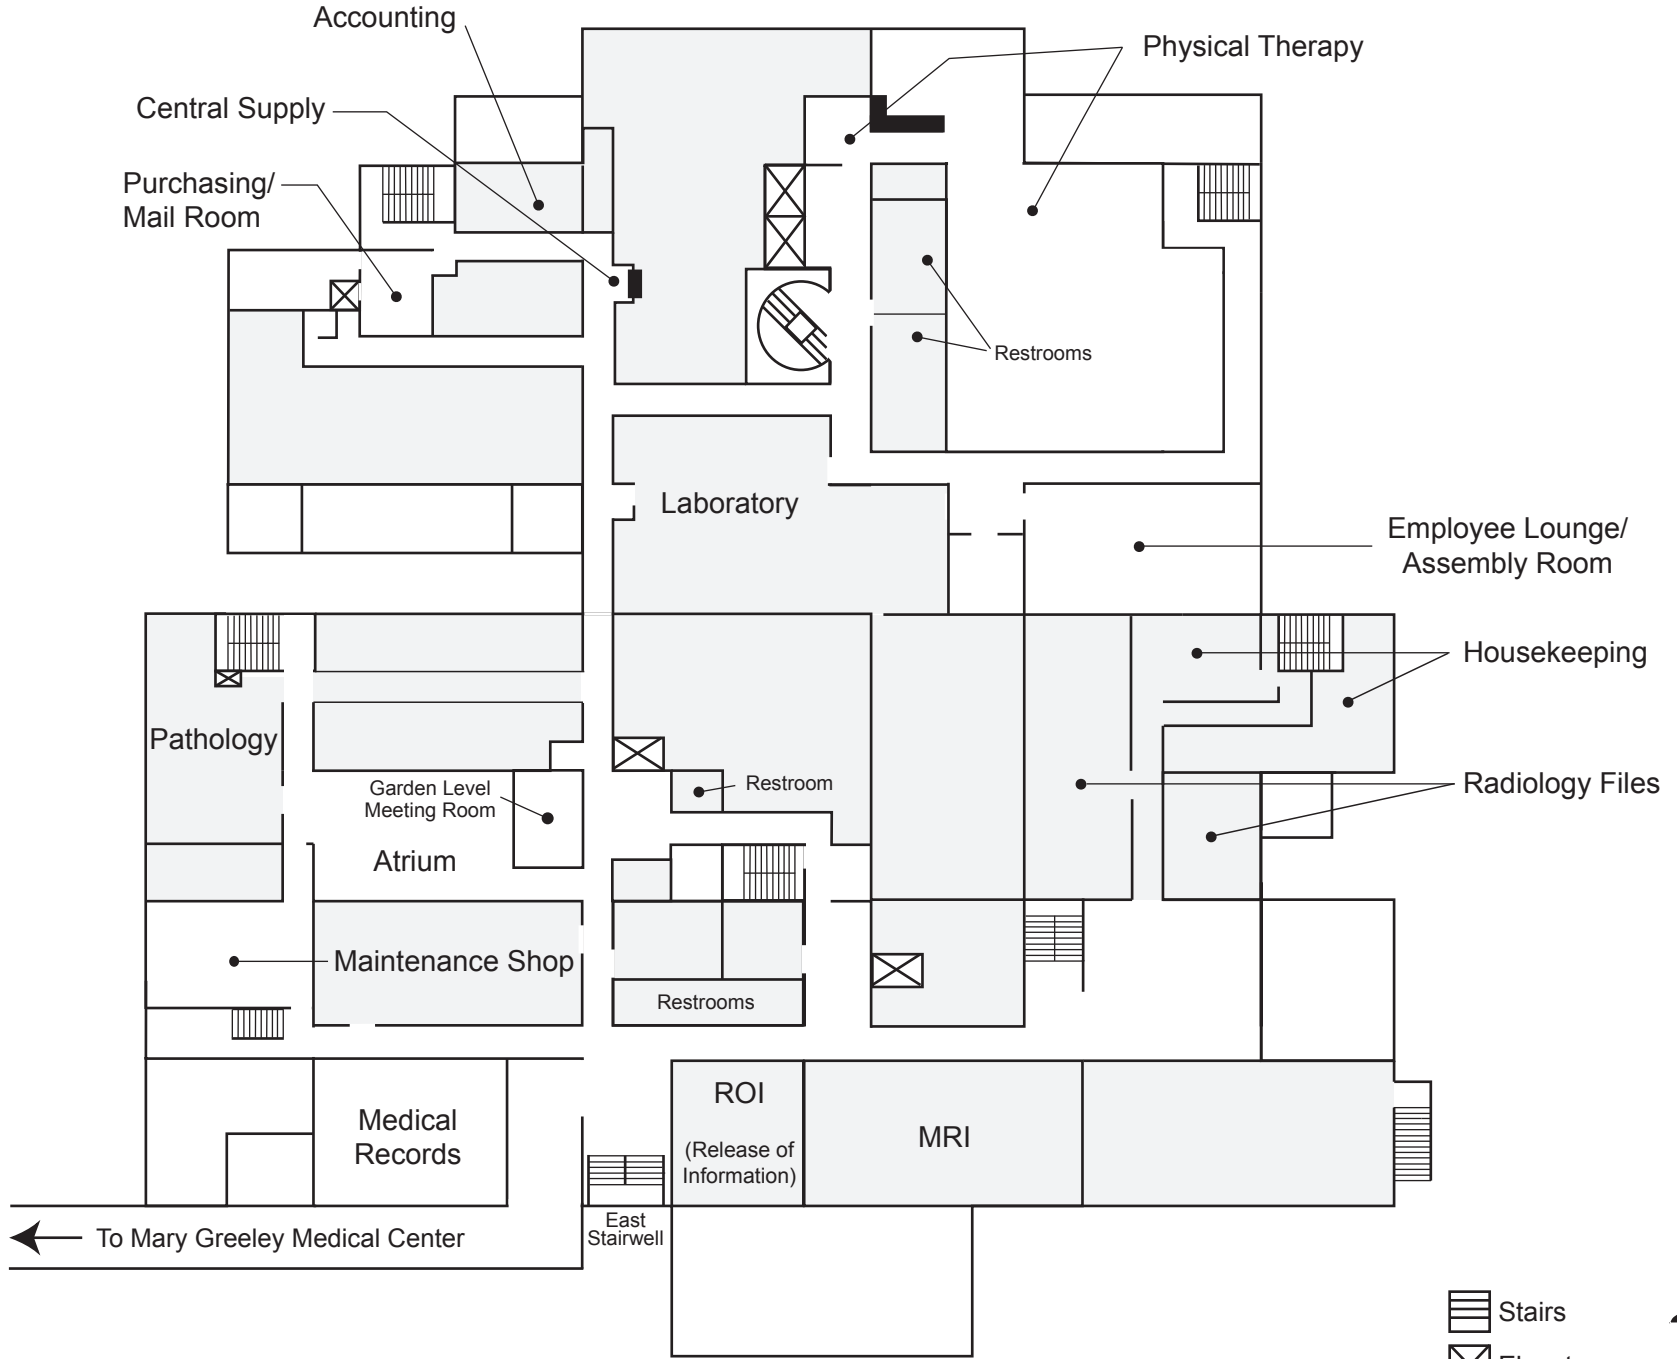 Accounting
Physical Therapy
Central Supply
Purchasing/
Mail Room
Restrooms
Laboratory
Employee Lounge/
Assembly Room
Housekeeping
Pathology
Garden Level
Meeting Room
Restroom
Radiology Files
Atrium
Maintenance Shop
Restrooms
ROI
(Release of
Information)
MRI
Medical
Records
East
Stairwell
To Mary Greeley Medical Center
Stairs